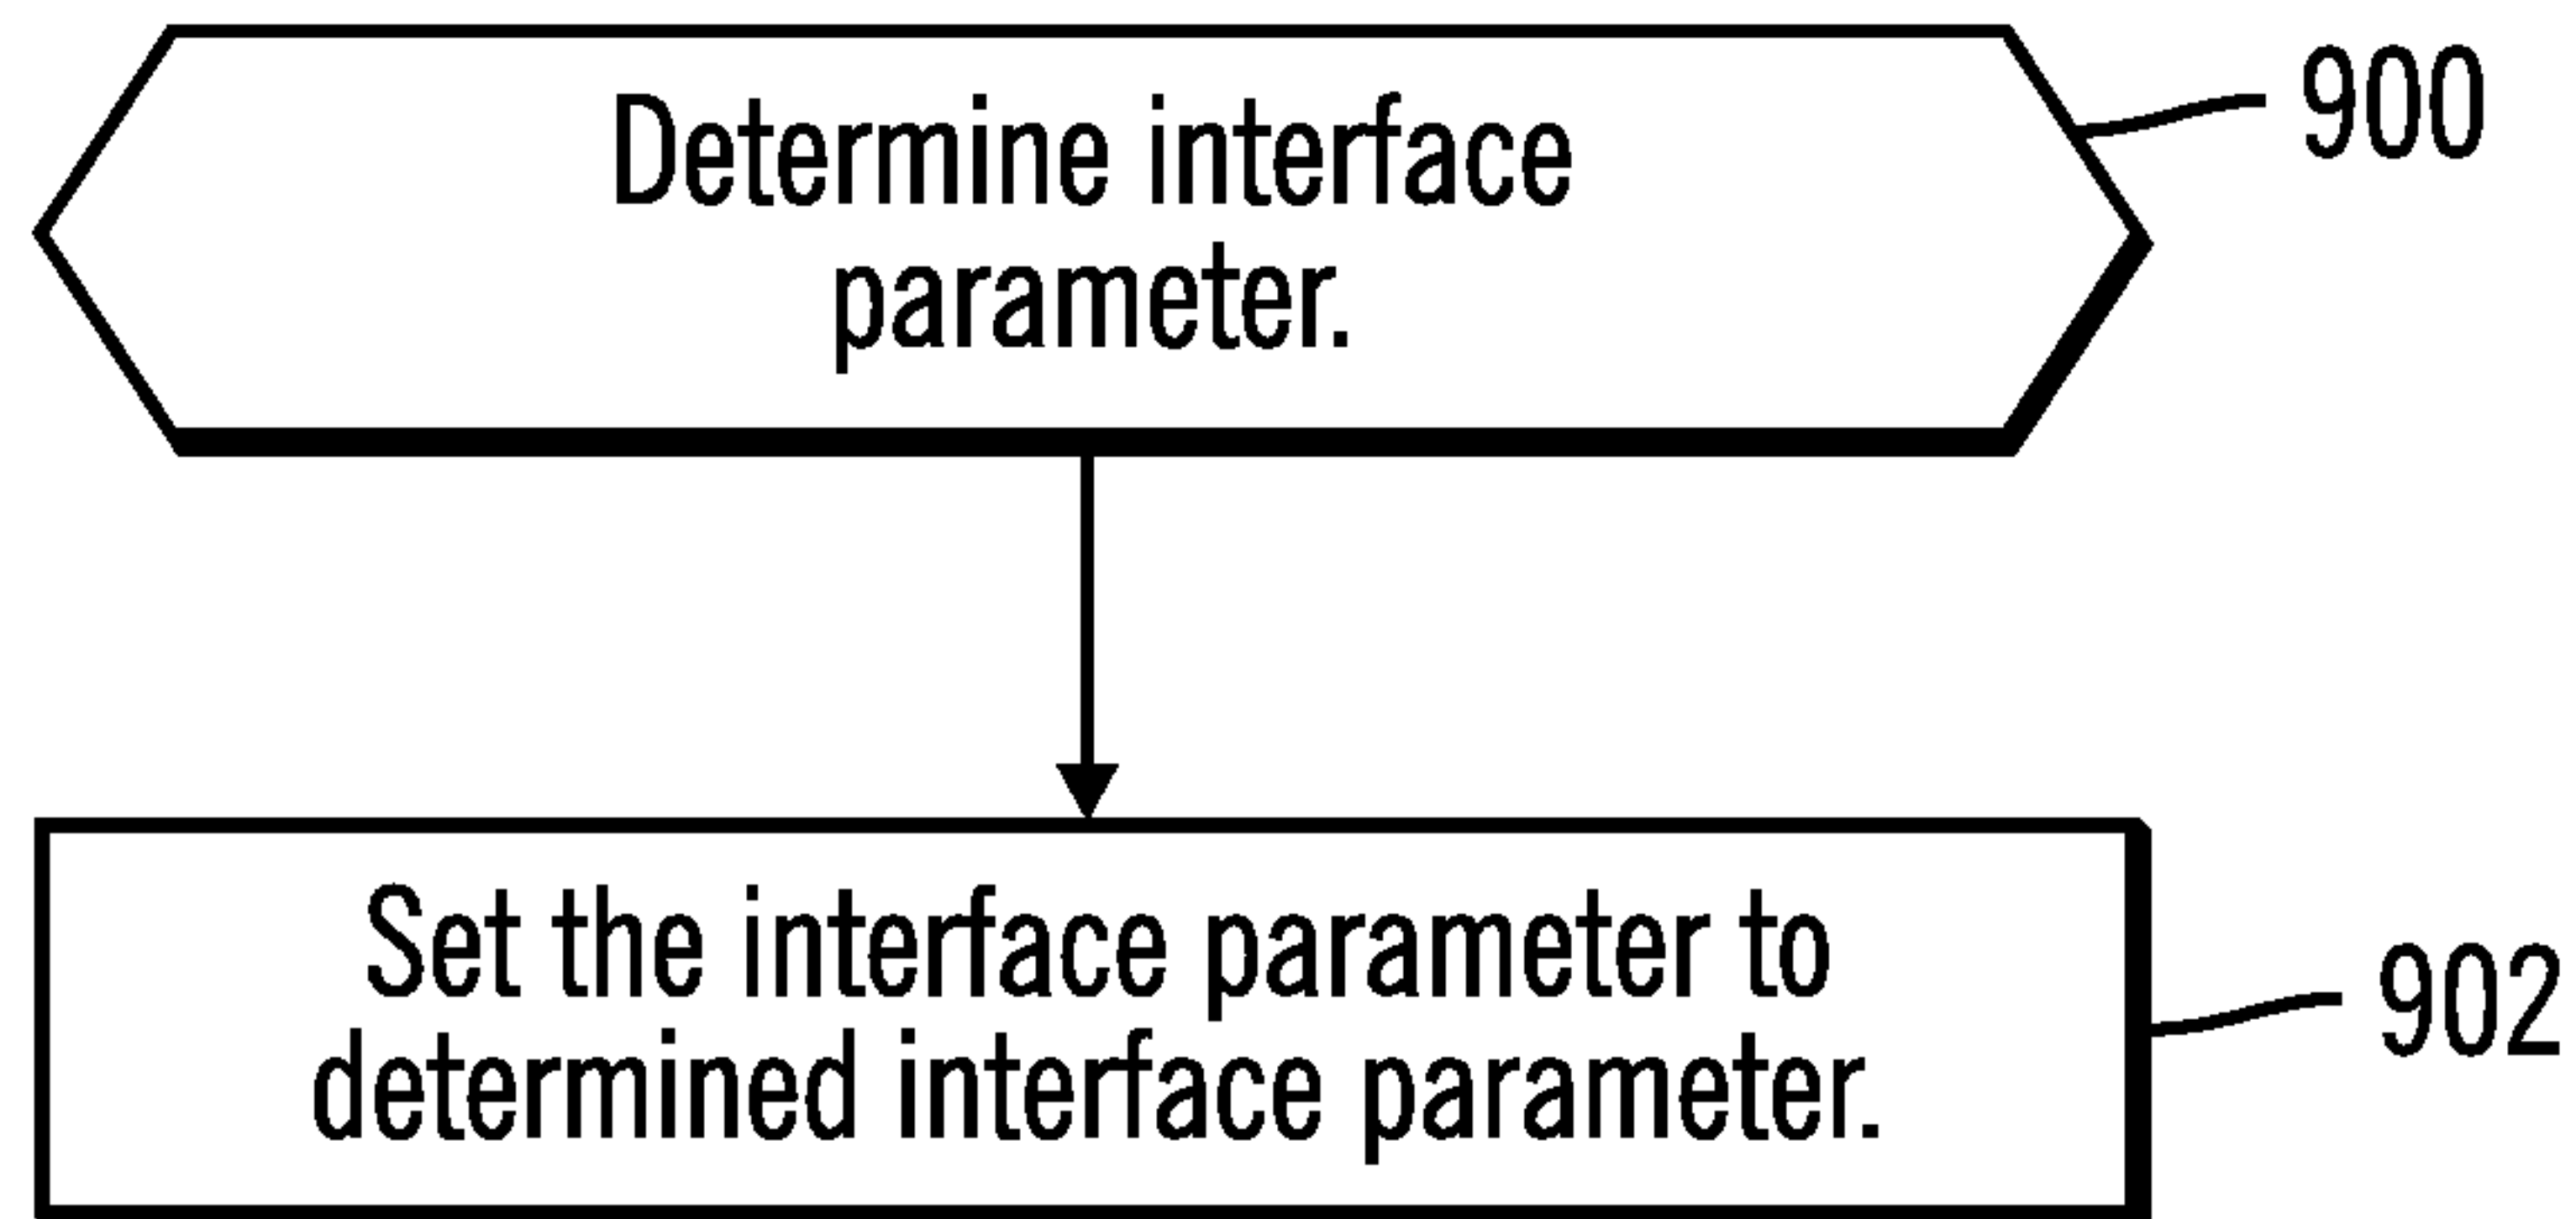 Determine interface
parameter.
900
Set the interface parameter to
determined interface parameter.
902